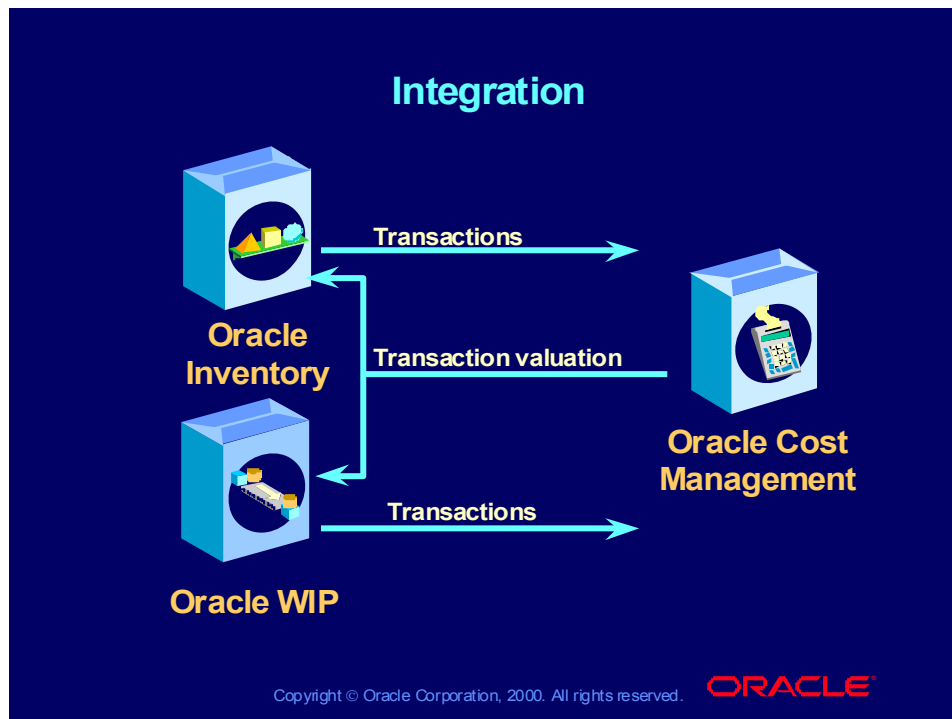 Integration
Transactions
Oracle
Inventory
Transaction valuation
Oracle Cost
Management
Transactions
Oracle WIP
Copyright © Oracle Corporation, 2000. All rights reserved.
ORACLE®